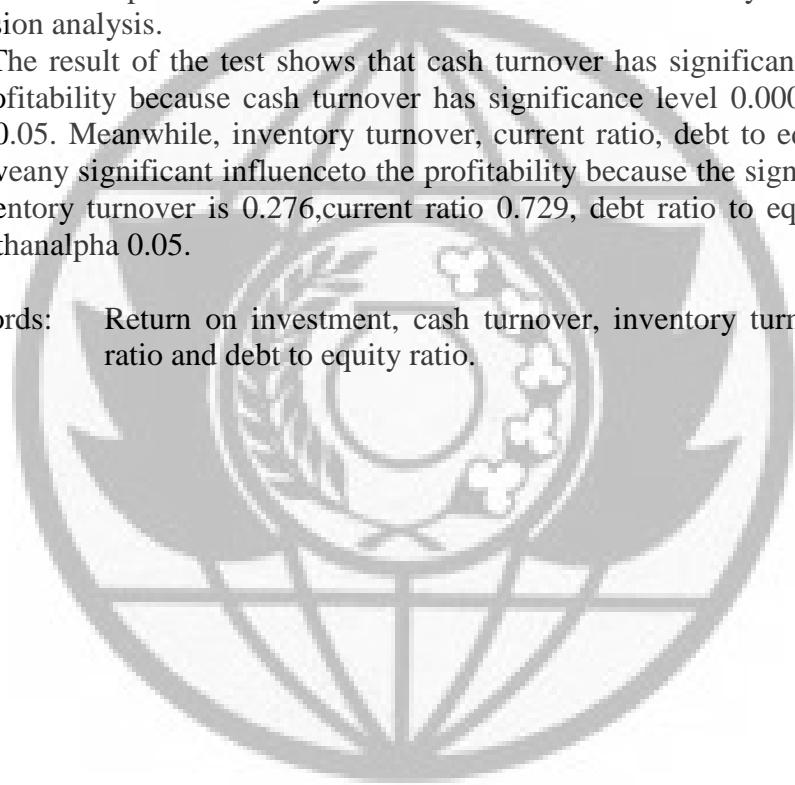 sion analysis.
The result of the test shows that cash turnover has significan
ofitability because cash turnover has significance level 0.000
0.05. Meanwhile, inventory turnover, current ratio, debt to e
veany significant influenceto the profitability because the sign
entory turnover is 0.276,current ratio 0.729, debt ratio to eq
thanalpha 0.05.
ords: Return on investment, cash turnover, inventory turn
ratio and debt to equity ratio.